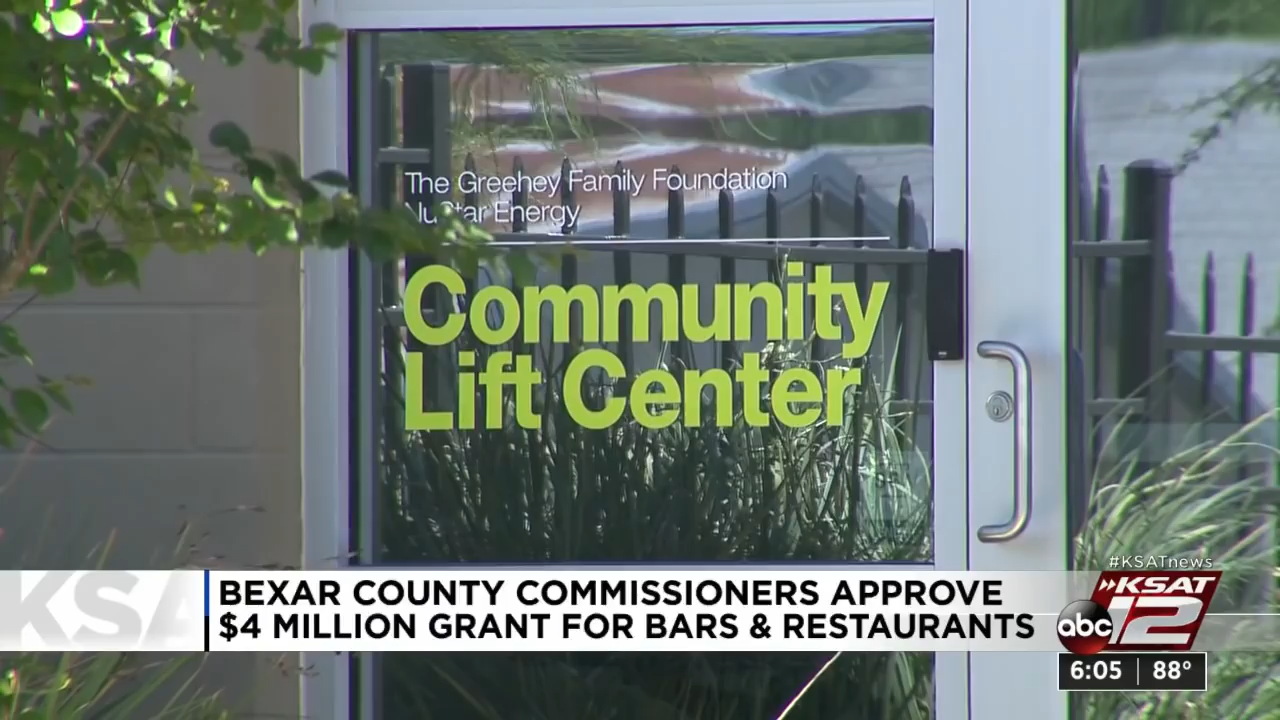 The Greehey Family Foundation
NuStar Energy
Community
Lift Center
#KSATnews
KSA
BEXAR COUNTY COMMISSIONERS APPROVE
$4 MILLION GRANT FOR BARS & RESTAURANTS
KSAT
abc 12
6:05 88°